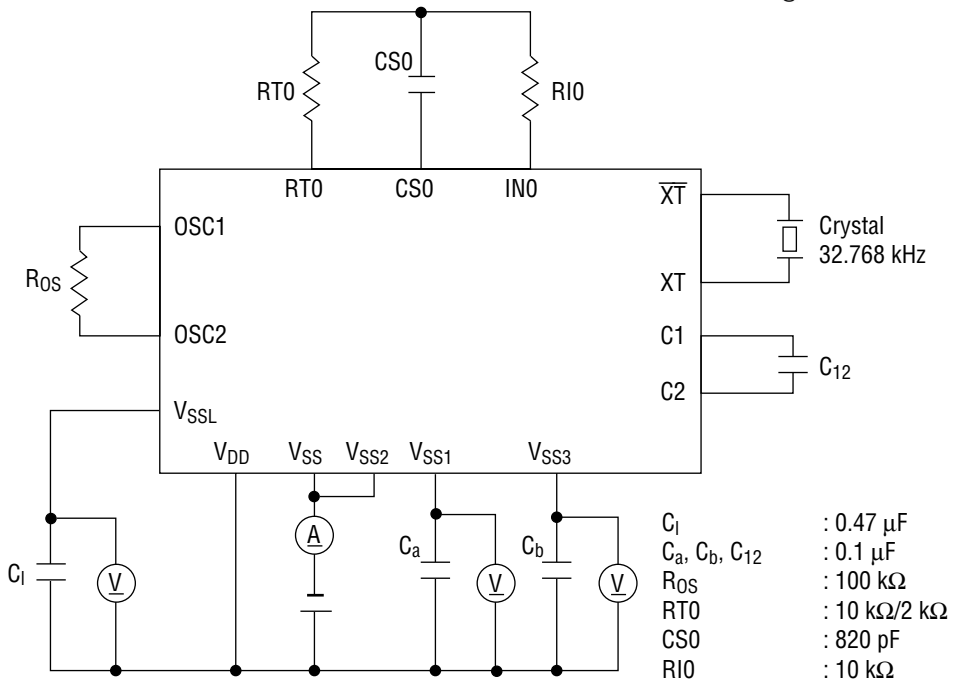 CS0
RT0
RI0
RT0 CS0 IN0
XT
Crystal
32.768 kHz
OSC1
ROS
XT
OSC2
C1
C12
C2
VSSL
VDD VSS VSS2 VSS1 VSS3
A
Cl V
Ca V
Cb V
Cl : 0.47 μF
Ca, Cb, C12 : 0.1 μF
ROS : 100 kΩ
RT0 : 10 kΩ/2 kΩ
CS0 : 820 pF
RI0 : 10 kΩ